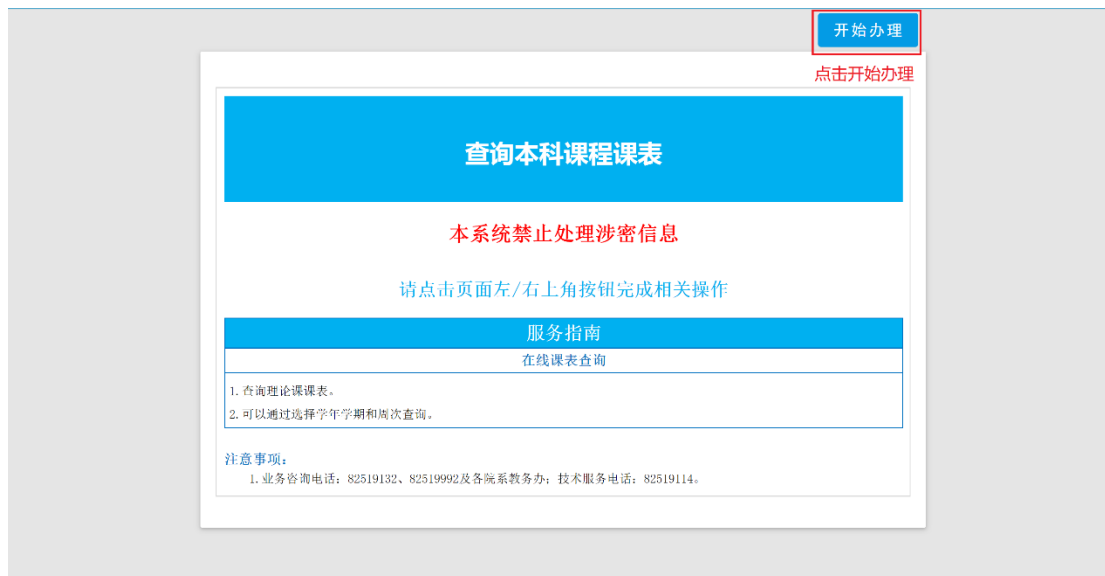 开始办理
点击开始办理
查询本科课程课表
本系统禁止处理涉密信息
请点击页面左/右上角按钮完成相关操作
服务指南
在线课表查询
1. 查询理论课课表。
2. 可以通过选择学年学期和周次查询。
注意事项：
1. 业务咨询电话：82519132、82519992及各院系教务办；技术服务电话：82519114。